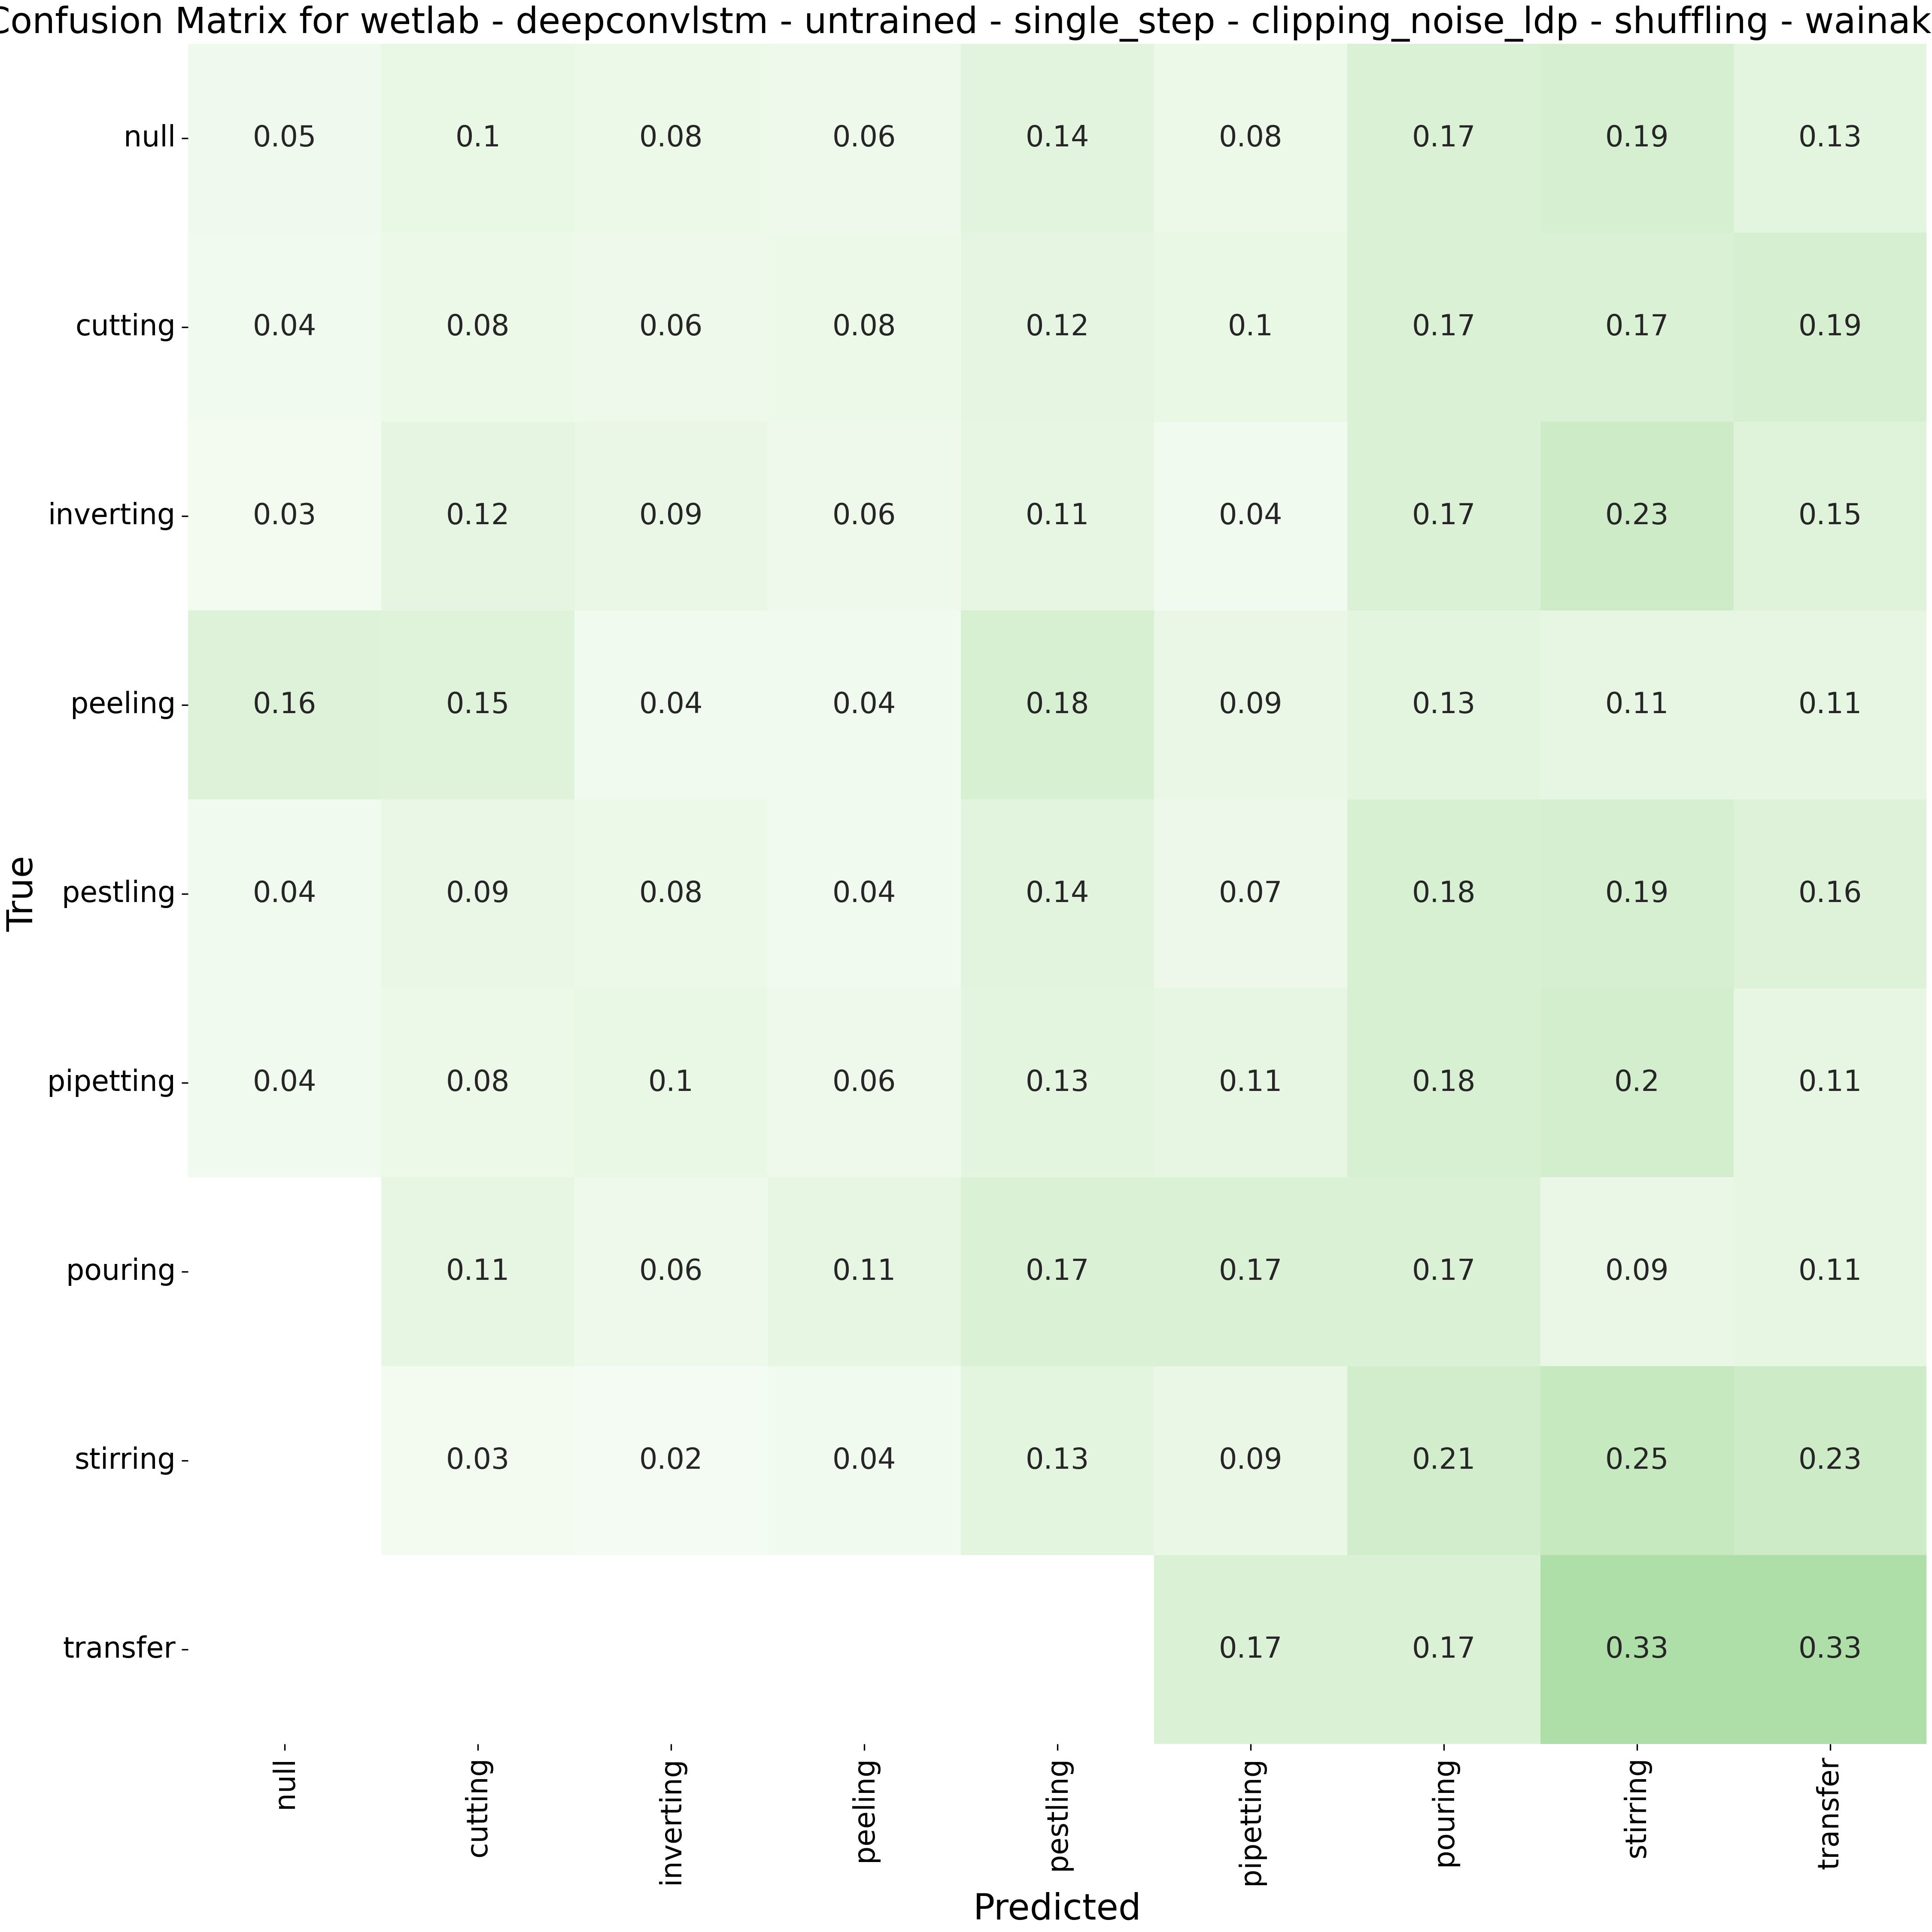 Confusion Matrix for wetlab - deepconvlstm - untrained - single_step - clipping_noise_ldp - shuffling - wainak
null 0.05 0.1 0.08 0.06 0.14 0.08 0.17 0.19 0.13
cutting 0.04 0.08 0.06 0.08 0.12 0.1 0.17 0.17 0.19
inverting 0.03 0.12 0.09 0.06 0.11 0.04 0.17 0.23 0.15
peeling 0.16 0.15 0.04 0.04 0.18 0.09 0.13 0.11 0.11
pestling 0.04 0.09 0.08 0.04 0.14 0.07 0.18 0.19 0.16
pipetting 0.04 0.08 0.1 0.06 0.13 0.11 0.18 0.2 0.11
pouring 0.11 0.06 0.11 0.17 0.17 0.17 0.09 0.11
stirring 0.03 0.02 0.04 0.13 0.09 0.21 0.25 0.23
transfer 0.17 0.17 0.33 0.33
True
null cutting inverting peeling pestling pipetting pouring stirring transfer
Predicted